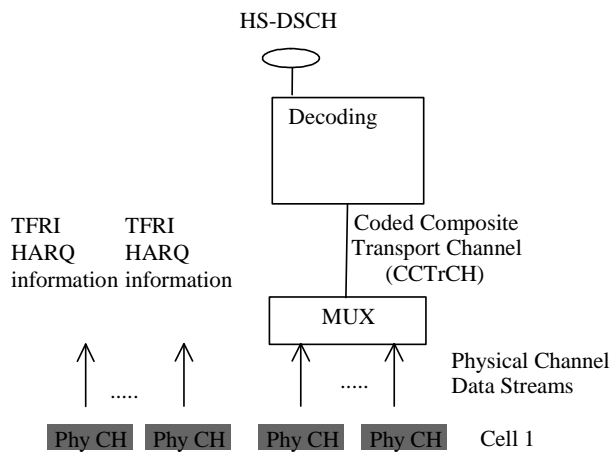 HS-DSCH
Decoding
TFRI
HARQ
information
TFRI
HARQ
information
Coded Composite
Transport Channel
(CCTrCH)
MUX
Physical Channel
Data Streams
.....
.....
Phy CH
Phy CH
Phy CH
Phy CH
Cell 1